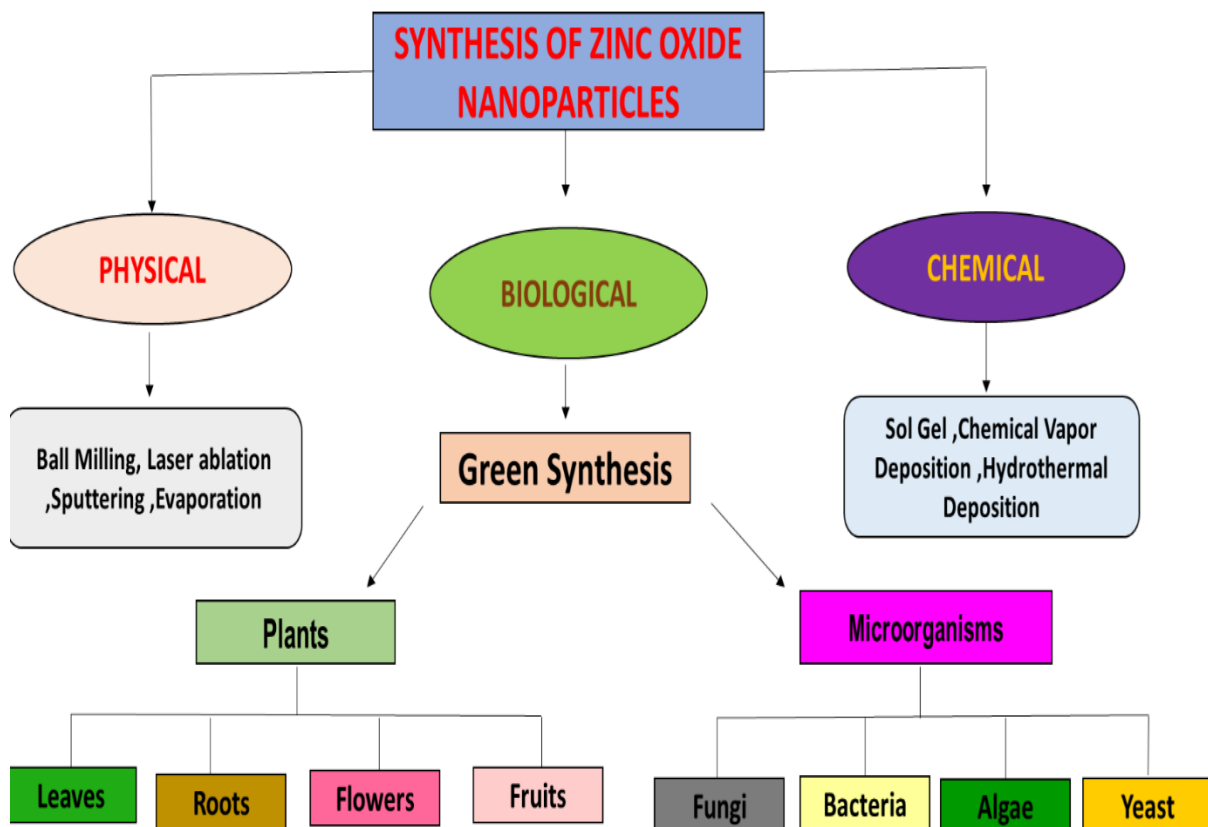 SYNTHESIS OF ZINC OXIDE
NANOPARTICLES
PHYSICAL
BIOLOGICAL
CHEMICAL
Ball Milling, Laser ablation
,Sputtering ,Evaporation
Green Synthesis
Sol Gel ,Chemical Vapor
Deposition ,Hydrothermal
Deposition
Plants
Microorganisms
Leaves
Roots
Flowers
Fruits
Fungi
Bacteria
Algae
Yeast